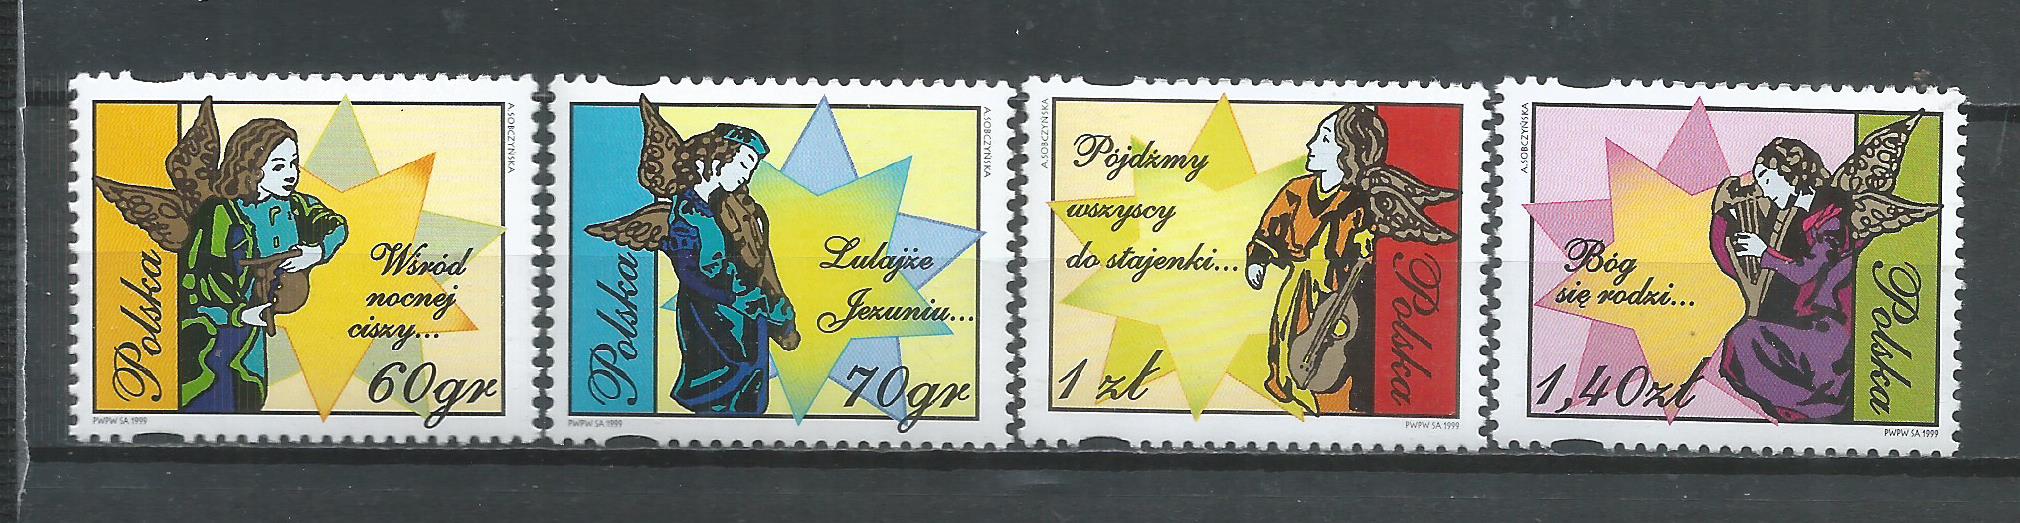 A. SOBCZYŃSKA
Polska
Wśród
nocnej
ciszy...
60gr
PWPW SA 1999
A. SOBCZYŃSKA
Polska
Lulajże
Jezuniu...
70gr
PWPW SA 1999
A. SOBCZYŃSKA
Pójdźmy
wszyscy
do stajenki...
Polska
1 zł
PWPW SA 1999
A. SOBCZYŃSKA
Bóg
się rodzi...
Polska
1,40zł
PWPW SA 1999